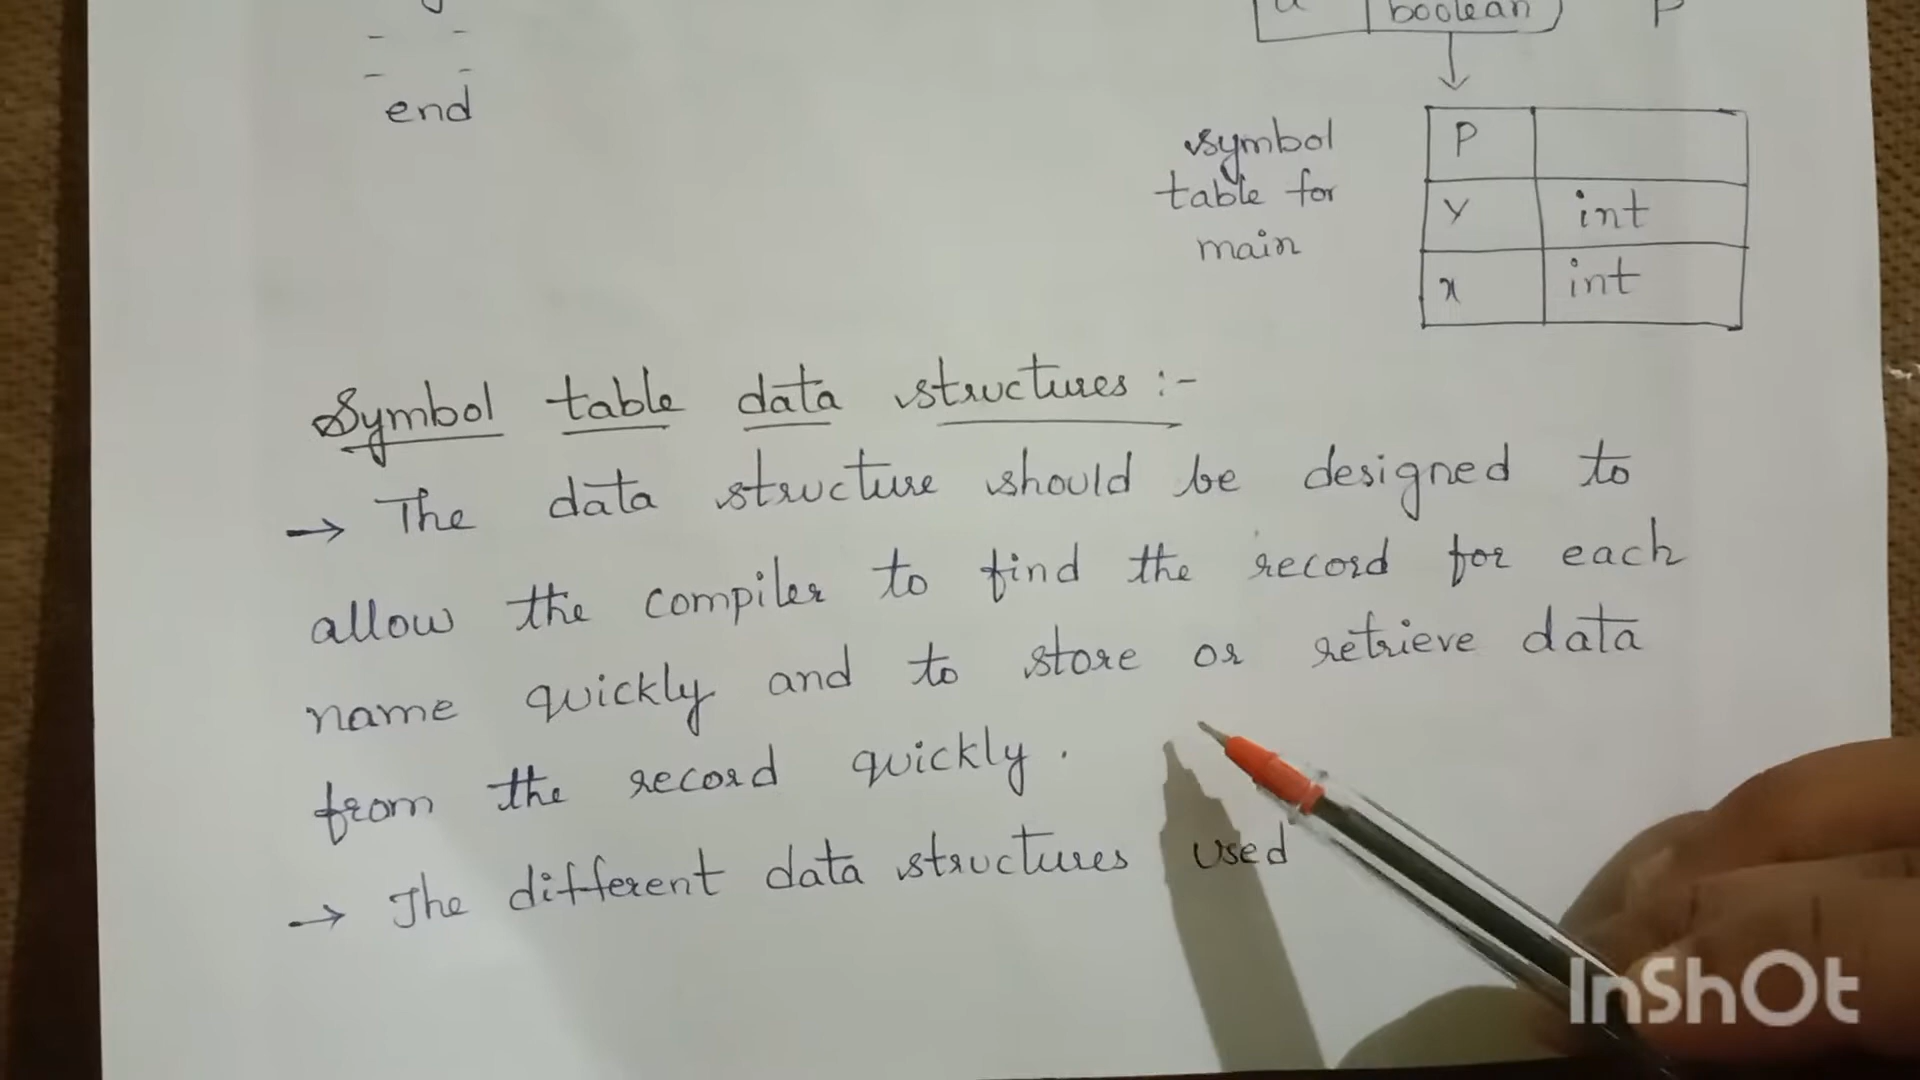 boolean
P
end
symbol
table for
main
P
y int
x int
Symbol table data structures :-
→ The data structure should be designed to
allow the compiler to find the record for each
name quickly and to store or retrieve data
from the record quickly.
→ The different data structures used
InShOt